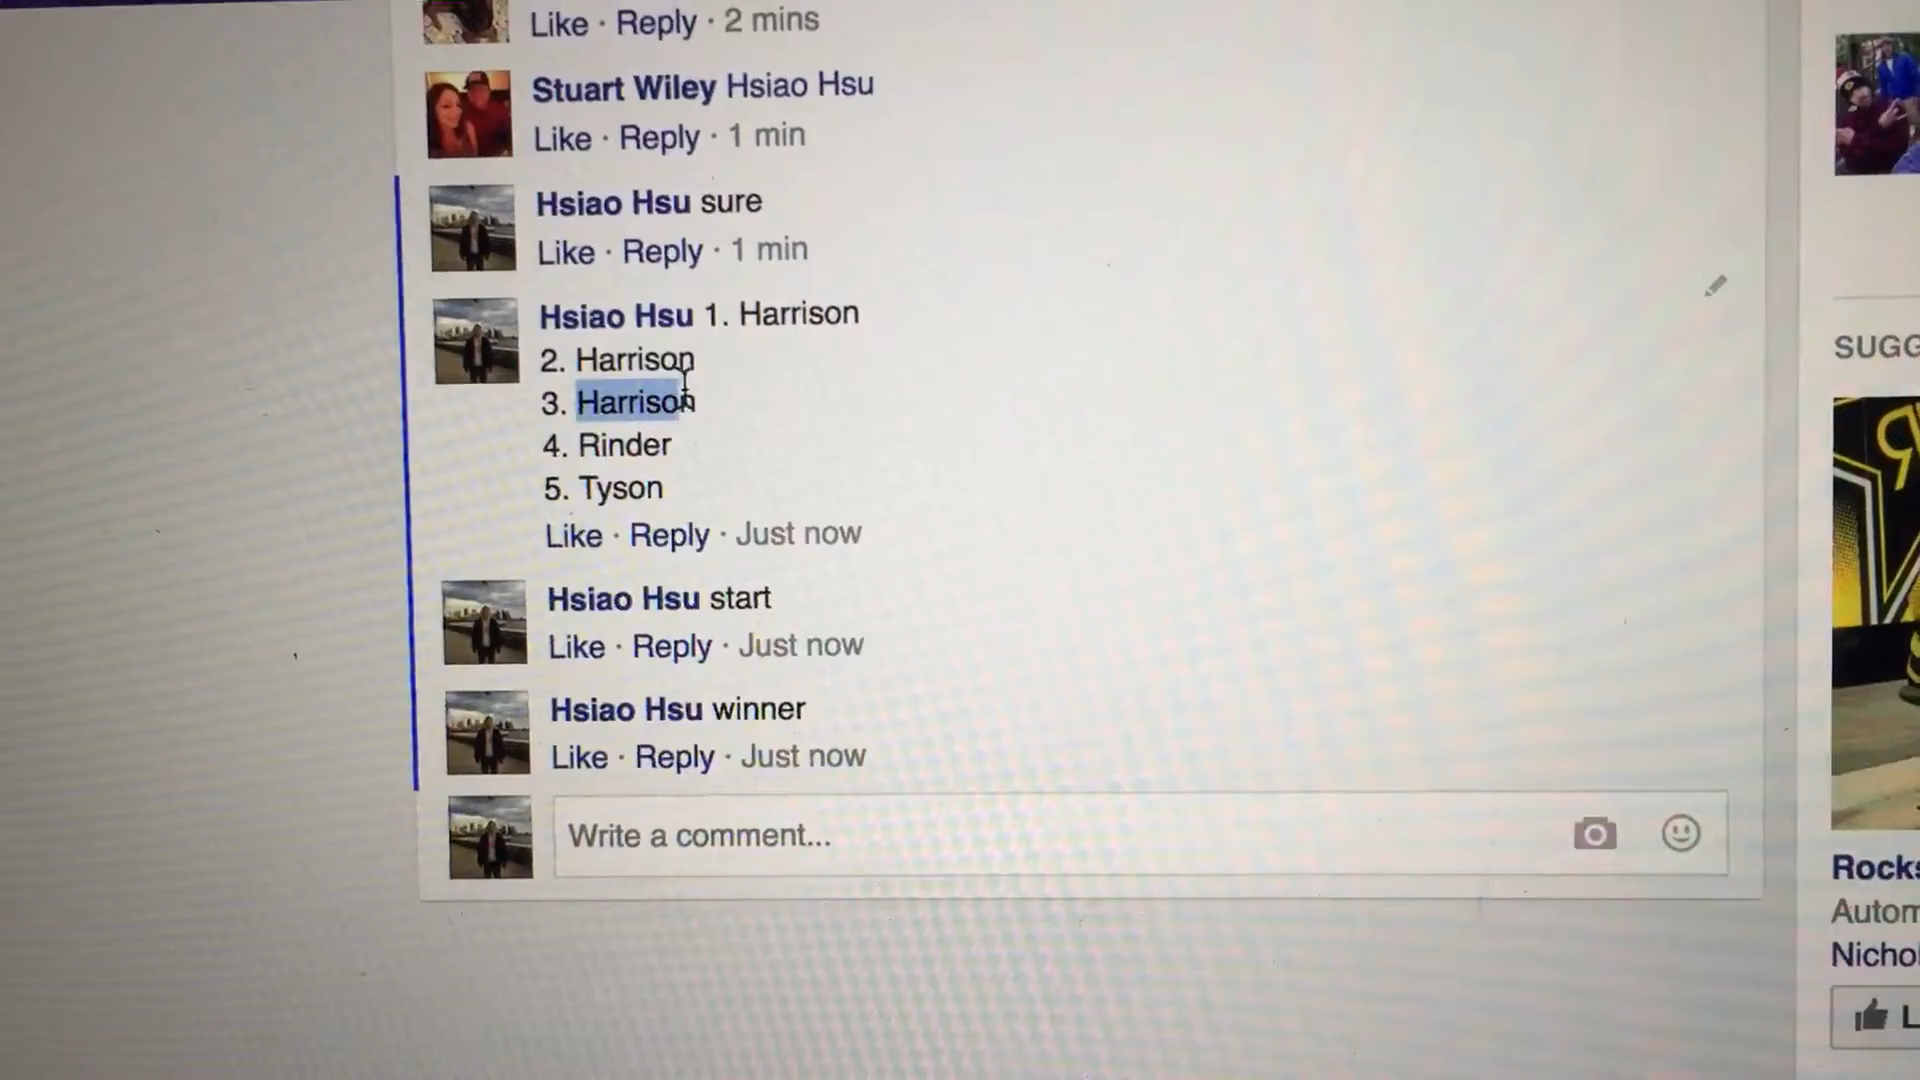 Like · Reply · 2 mins
Stuart Wiley Hsiao Hsu
Like · Reply · 1 min
Hsiao Hsu sure
Like · Reply · 1 min
Hsiao Hsu 1. Harrison
2. Harrison
3. Harrison
4. Rinder
5. Tyson
Like · Reply · Just now
Hsiao Hsu start
Like · Reply · Just now
Hsiao Hsu winner
Like · Reply · Just now
Write a comment...
SUGG
Rocks
Autom
Nichol
L